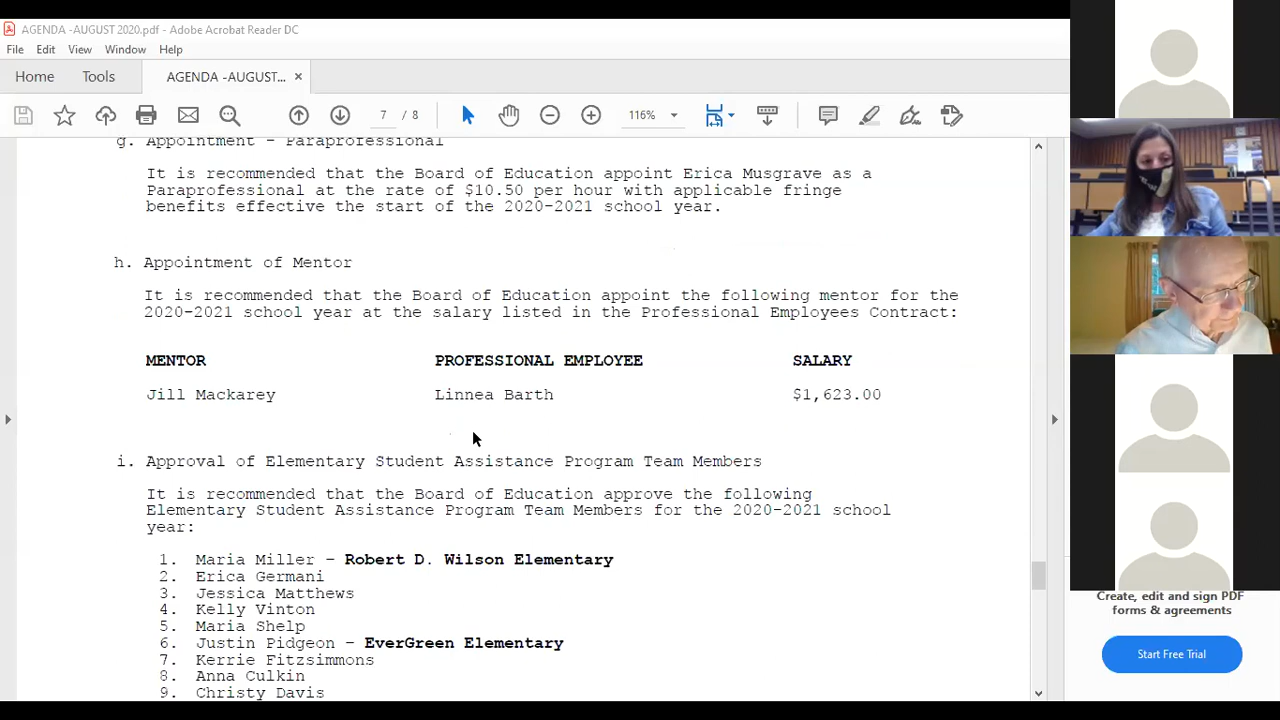 AGENDA -AUGUST 2020.pdf - Adobe Acrobat Reader DC
File Edit View Window Help
Home Tools AGENDA -AUGUST... ×
7 / 8 116%
g. Appointment - Paraprofessional
It is recommended that the Board of Education appoint Erica Musgrave as a
Paraprofessional at the rate of $10.50 per hour with applicable fringe
benefits effective the start of the 2020-2021 school year.
h. Appointment of Mentor
It is recommended that the Board of Education appoint the following mentor for the
2020-2021 school year at the salary listed in the Professional Employees Contract:
MENTOR PROFESSIONAL EMPLOYEE SALARY
Jill Mackarey Linnea Barth $1,623.00
i. Approval of Elementary Student Assistance Program Team Members
It is recommended that the Board of Education approve the following
Elementary Student Assistance Program Team Members for the 2020-2021 school
year:
1. Maria Miller – Robert D. Wilson Elementary
2. Erica Germani
3. Jessica Matthews
4. Kelly Vinton
5. Maria Shelp
6. Justin Pidgeon – EverGreen Elementary
7. Kerrie Fitzsimmons
8. Anna Culkin
9. Christy Davis
Create, edit and sign PDF
forms & agreements
Start Free Trial